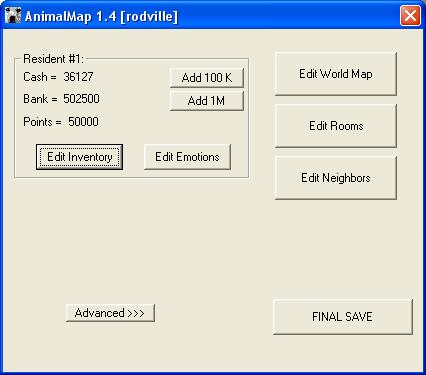 AnimalMap 1.4 [rodville]
Resident #1:
Cash = 36127
Add 100 K
Bank = 502500
Add 1M
Points = 50000
Edit Inventory
Edit Emotions
Edit World Map
Edit Rooms
Edit Neighbors
Advanced >>>
FINAL SAVE